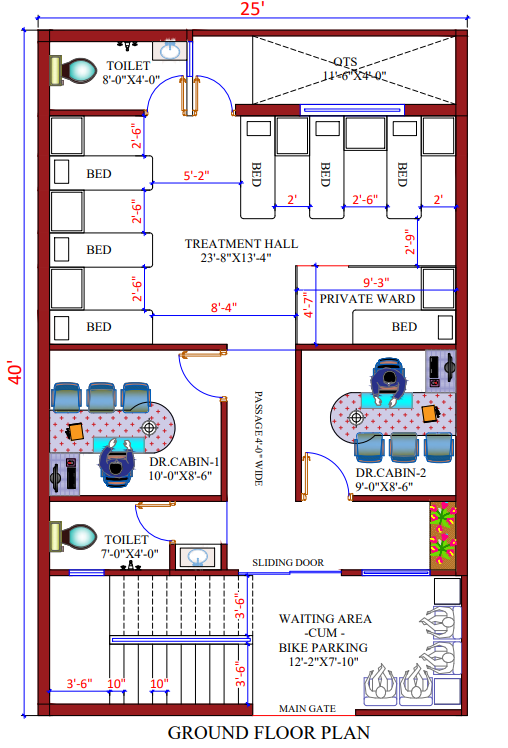 25'
TOILET
8'-0"X4'-0"
OTS
11'-6"X4'-0"
2'-6"
BED
5'-2"
BED
BED
BED
2'
2'-6"
2'
2'-6"
BED
TREATMENT HALL
23'-8"X13'-4"
2'-9"
2'-6"
9'-3"
PRIVATE WARD
4'-7"
8'-4"
BED
BED
40'
PASSAGE 4'-0" WIDE
DR.CABIN-1
10'-0"X8'-6"
DR.CABIN-2
9'-0"X8'-6"
TOILET
7'-0"X4'-0"
SLIDING DOOR
3'-6"
WAITING AREA
-CUM -
BIKE PARKING
12'-2"X7'-10"
3'-6"
3'-6"
10"
10"
MAIN GATE
GROUND FLOOR PLAN